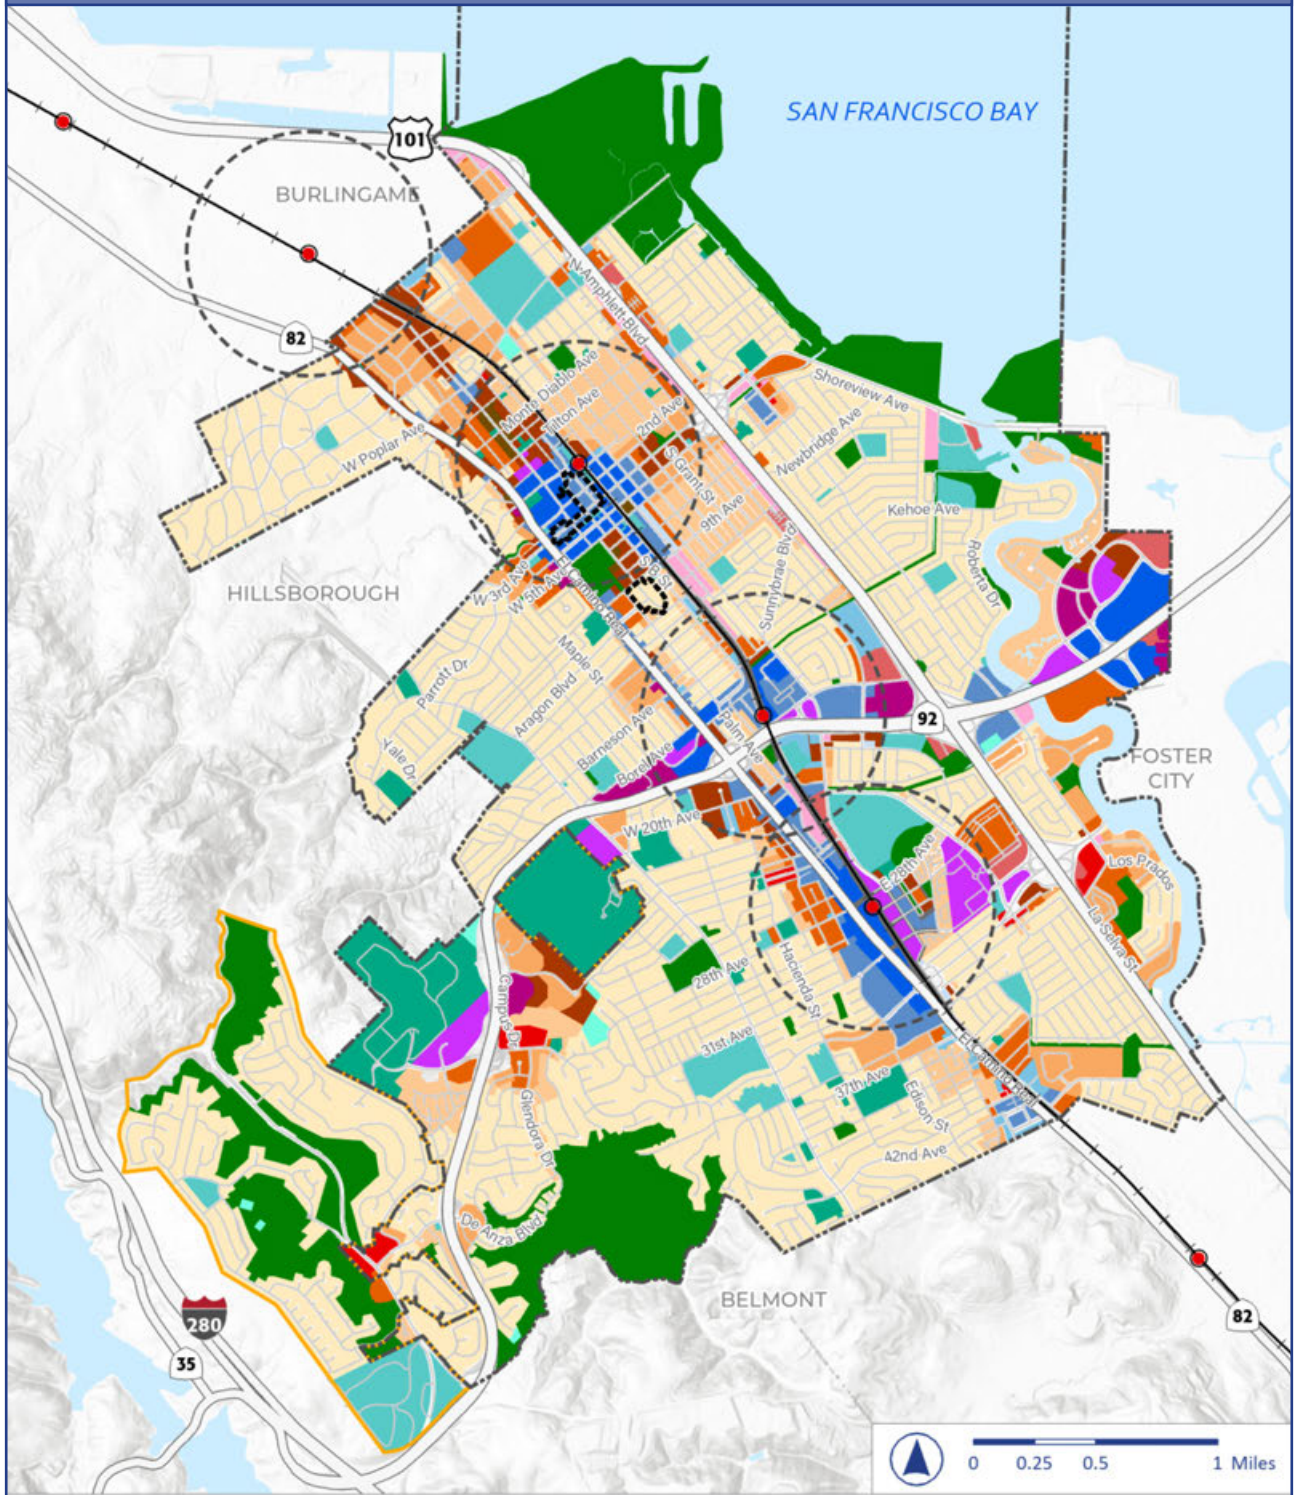 SAN FRANCISCO BAY
101
BURLINGAME
82
N Amphlett Blvd
Monte Diablo Ave
Tilton Ave
2nd Ave
Shoreview Ave
W Poplar Ave
S Grant St
Newbridge Ave
9th Ave
Kehoe Ave
Sunnybrae Blvd
Roberta Dr
HILLSBOROUGH
W 3rd Ave
W 5th Ave
El Camino Real
S B St
Maple St
Parrott Dr
Aragon Blvd
Yale Dr
Barneson Ave
Borel Ave
Palm Ave
92
FOSTER
CITY
W 20th Ave
E 28th Ave
Los Prados
La Selva St
28th Ave
Hacienda St
Campus Dr
31st Ave
37th Ave
Edison St
El Camino Real
Glendora Dr
42nd Ave
De Anza Blvd
BELMONT
280
35
82
0 0.25 0.5 1 Miles